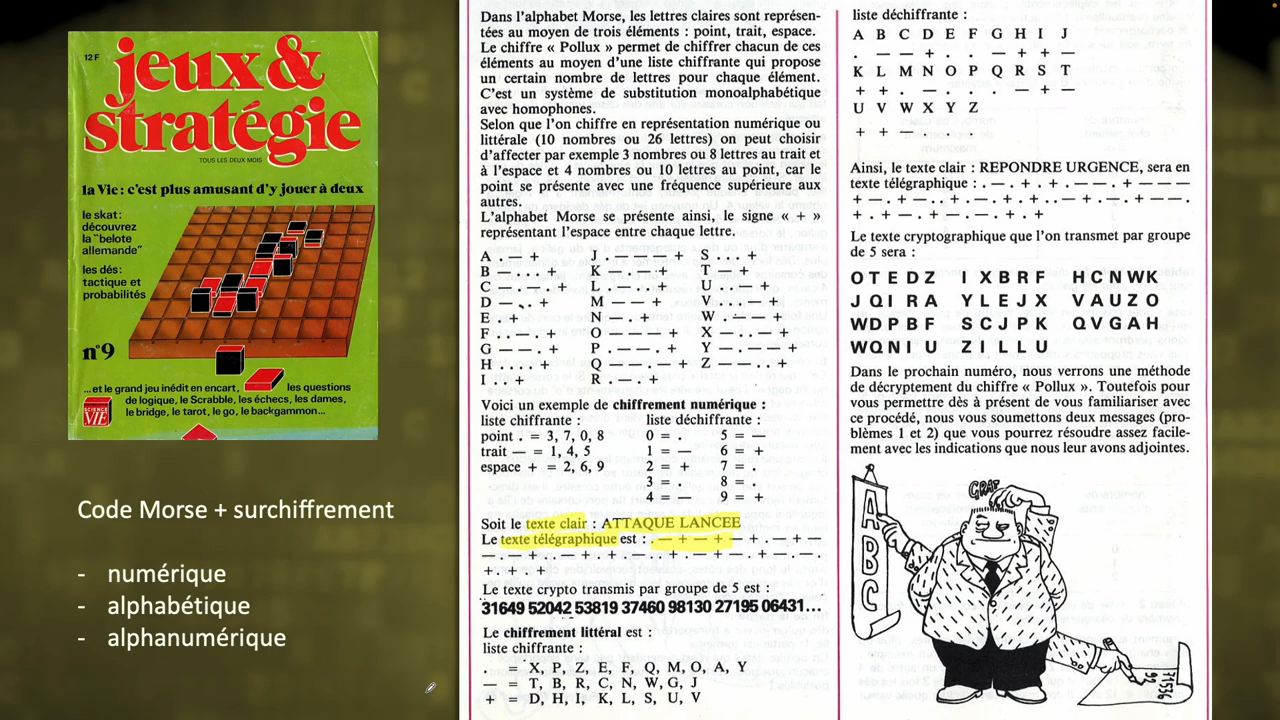 12 F
jeux &
stratégie
TOUS LES DEUX MOIS
la Vie: c'est plus amusant d'y jouer à deux
le skat:
découvrez
la "belote
allemande"
les dés:
tactique et
probabilités
n°9
...et le grand jeu inédit en encart,
les questions
de logique, le Scrabble, les échecs, les dames,
le bridge, le tarot, le go, le backgammon...
SCIENCE
VIE
Code Morse + surchiffrement
- numérique
- alphabétique
- alphanumérique
Dans l'alphabet Morse, les lettres claires sont représen-
tées au moyen de trois éléments : point, trait, espace.
Le chiffre « Pollux » permet de chiffrer chacun de ces
éléments au moyen d'une liste chiffrante qui propose
un certain nombre de lettres pour chaque élément.
C'est un système de substitution monoalphabétique
avec homophones.
Selon que l'on chiffre en représentation numérique ou
littérale (10 nombres ou 26 lettres) on peut choisir
d'affecter par exemple 3 nombres ou 8 lettres au trait et
à l'espace et 4 nombres ou 10 lettres au point, car le
point se présente avec une fréquence supérieure aux
autres.
L'alphabet Morse se présente ainsi, le signe « + »
représentant l'espace entre chaque lettre.
A . — + J . — — — + S . . . +
B — . . . + K — . — + T — +
C — . — . + L . — . . + U . . — +
D — . . + M — — + V . . . — +
E . + N — . + W . — — +
F . . — . + O — — — + X — . . — +
G — — . + P . — — . + Y — . — — +
H . . . . + Q — — . — + Z — — . . +
I . . + R . — . +
Voici un exemple de chiffrement numérique :
liste chiffrante : liste déchiffrante :
point . = 3, 7, 0, 8 0 = . 5 = —
trait — = 1, 4, 5 1 = — 6 = +
espace + = 2, 6, 9 2 = + 7 = .
3 = . 8 = .
4 = — 9 = +
Soit le texte clair : ATTAQUE LANCEE
Le texte télégraphique est : . — + — + — + . — + — —
. — + . . — + . + . — . . + . — + — . + — . — .
+ . + . +
Le texte crypto transmis par groupe de 5 est :
31649 52042 53819 37460 98130 27195 06431...
Le chiffrement littéral est :
liste chiffrante :
. = X, P, Z, E, F, Q, M, O, A, Y
— = T, B, R, C, N, W, G, J
+ = D, H, I, K, L, S, U, V
liste déchiffrante :
A B C D E F G H I J
. — — + . . — + + —
K L M N O P Q R S T
+ + . — . . . — + —
U V W X Y Z
+ + — . . .
Ainsi, le texte clair : REPONDRE URGENCE, sera en
texte télégraphique : . — . + . + . — — . + — — —
+ — . + — . . + . — . + . + . . — + . — . + — — .
+ . + — . + — . — . + . +
Le texte cryptographique que l'on transmet par groupe
de 5 sera :
OTEDZ IXBRF HCNWK
JQIRA YLEJX VAUZO
WDPBF SCJPK QVGAH
WQNIU ZILLU
Dans le prochain numéro, nous verrons une méthode
de décryptement du chiffre « Pollux ». Toutefois pour
vous permettre dès à présent de vous familiariser avec
ce procédé, nous vous soumettons deux messages (pro-
blèmes 1 et 2) que vous pourrez résoudre assez facile-
ment avec les indications que nous leur avons adjointes.
GRAT
A
B
C
71536
92